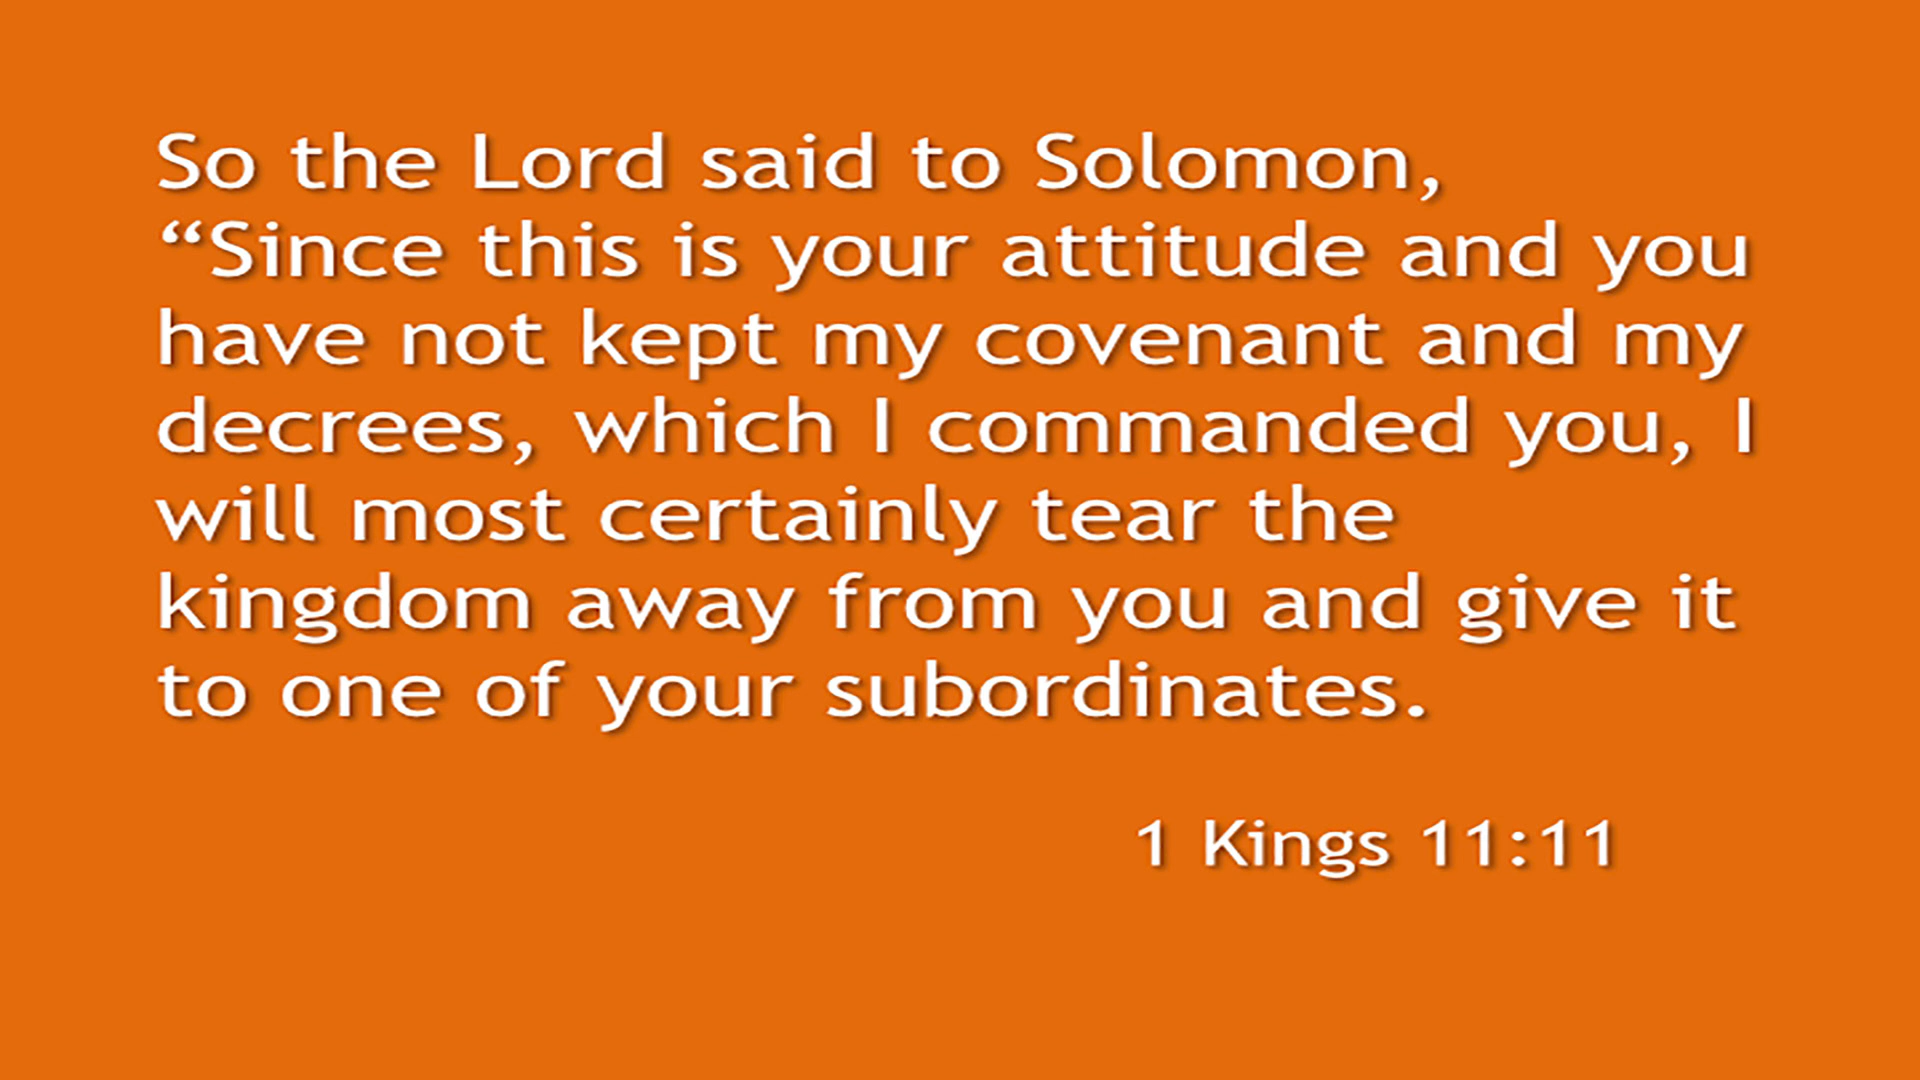 So the Lord said to Solomon,
“Since this is your attitude and you
have not kept my covenant and my
decrees, which I commanded you, I
will most certainly tear the
kingdom away from you and give it
to one of your subordinates.
1 Kings 11:11